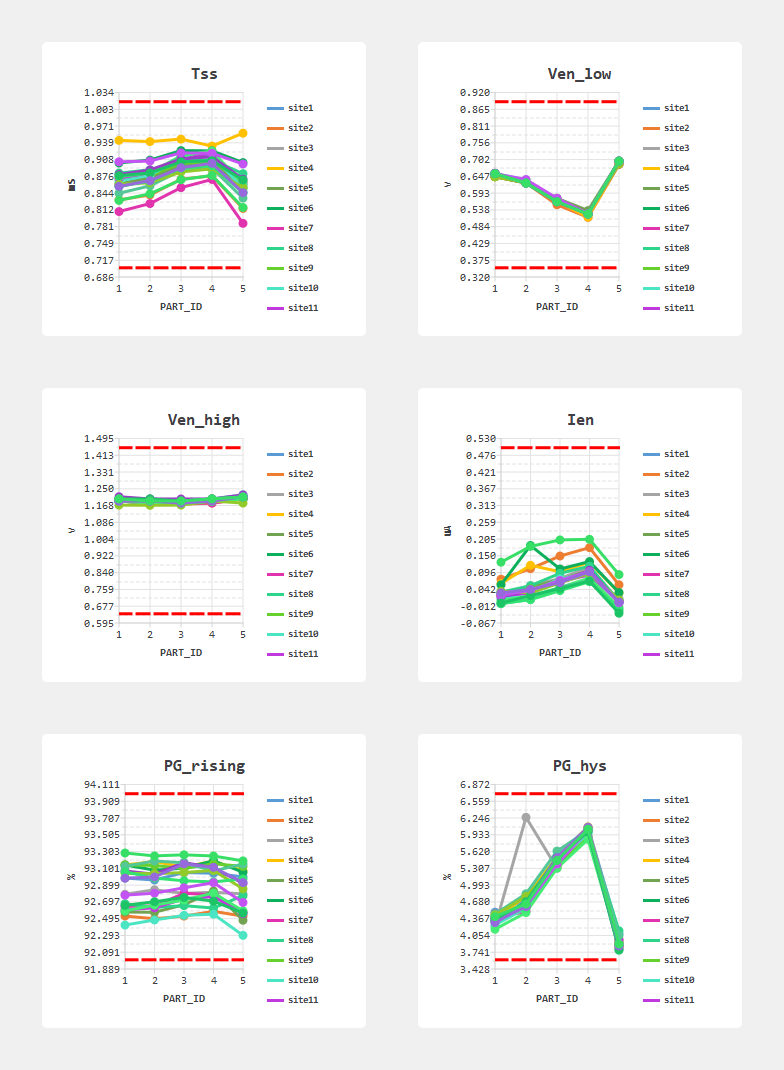 Tss
1.034
1.003
0.971
0.939
0.908
0.876
0.844
0.812
0.781
0.749
0.717
0.686
mS
1 2 3 4 5
PART_ID
site1
site2
site3
site4
site5
site6
site7
site8
site9
site10
site11
Ven_low
0.920
0.865
0.811
0.756
0.702
0.647
0.593
0.538
0.484
0.429
0.375
0.320
V
1 2 3 4 5
PART_ID
site1
site2
site3
site4
site5
site6
site7
site8
site9
site10
site11
Ven_high
1.495
1.413
1.331
1.250
1.168
1.086
1.004
0.922
0.840
0.759
0.677
0.595
V
1 2 3 4 5
PART_ID
site1
site2
site3
site4
site5
site6
site7
site8
site9
site10
site11
Ien
0.530
0.476
0.421
0.367
0.313
0.259
0.205
0.150
0.096
0.042
-0.012
-0.067
mA
1 2 3 4 5
PART_ID
site1
site2
site3
site4
site5
site6
site7
site8
site9
site10
site11
PG_rising
94.111
93.909
93.707
93.505
93.303
93.101
92.899
92.697
92.495
92.293
92.091
91.889
%
1 2 3 4 5
PART_ID
site1
site2
site3
site4
site5
site6
site7
site8
site9
site10
site11
PG_hys
6.872
6.559
6.246
5.933
5.620
5.307
4.993
4.680
4.367
4.054
3.741
3.428
%
1 2 3 4 5
PART_ID
site1
site2
site3
site4
site5
site6
site7
site8
site9
site10
site11